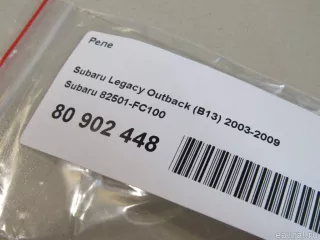 Реле
Subaru Legacy Outback (B13) 2003-2009
Subaru 82501-FC100
80 902 448